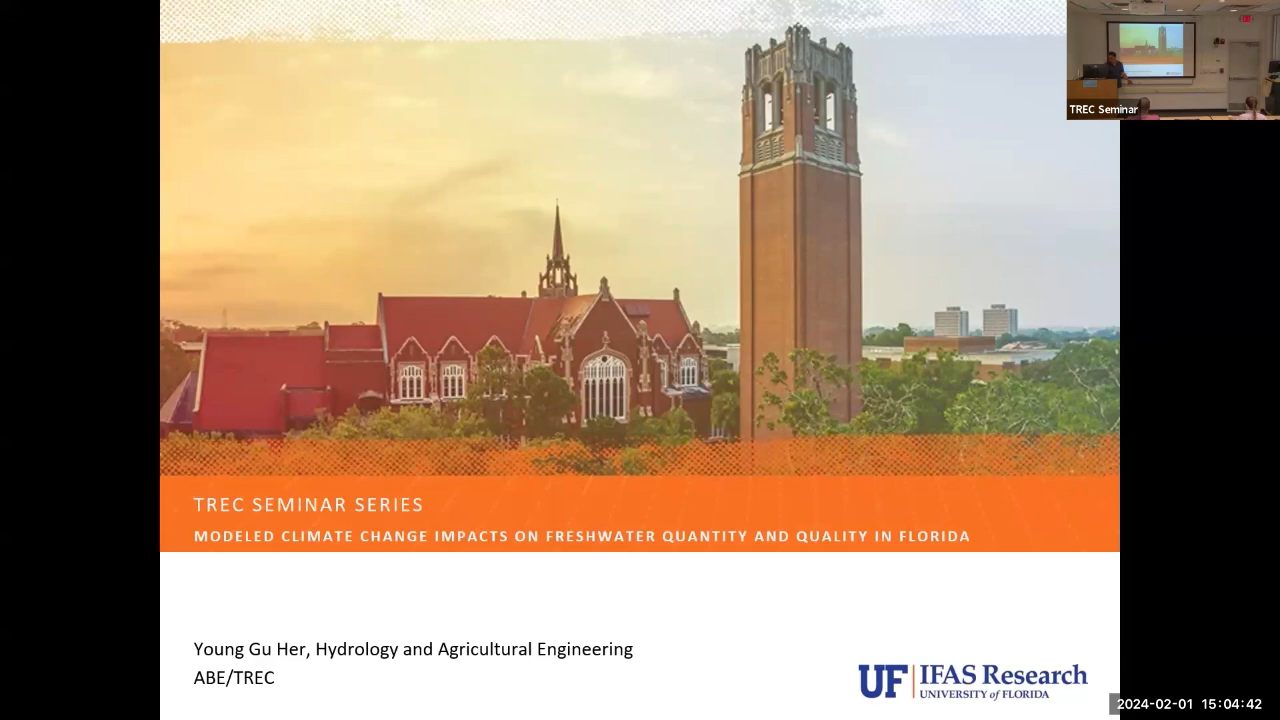 TREC Seminar
TREC SEMINAR SERIES
MODELED CLIMATE CHANGE IMPACTS ON FRESHWATER QUANTITY AND QUALITY IN FLORIDA
Young Gu Her, Hydrology and Agricultural Engineering
ABE/TREC
UF IFAS Research
UNIVERSITY of FLORIDA
2024-02-01 15:04:42